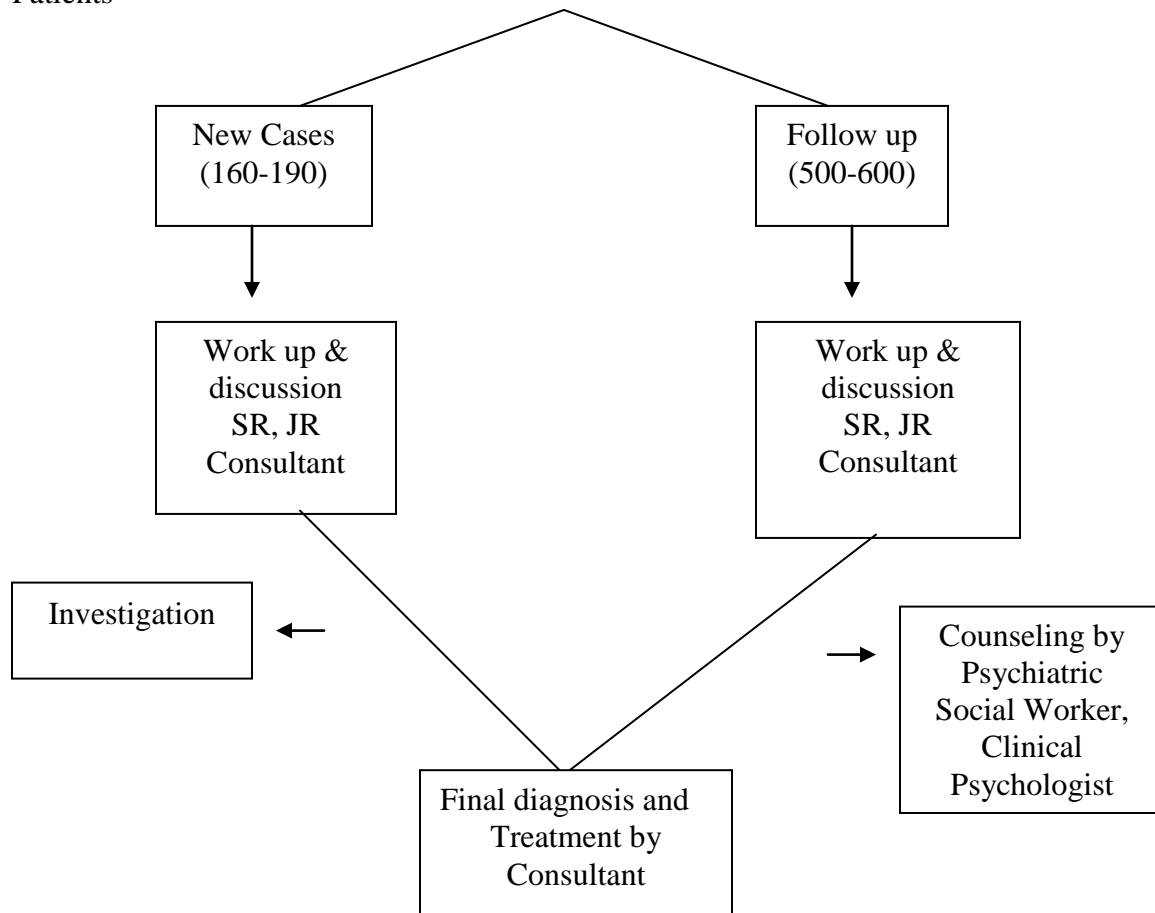 Patients
New Cases
(160-190)
Follow up
(500-600)
Work up &
discussion
SR, JR
Consultant
Work up &
discussion
SR, JR
Consultant
Investigation
Counseling by
Psychiatric
Social Worker,
Clinical
Psychologist
Final diagnosis and
Treatment by
Consultant